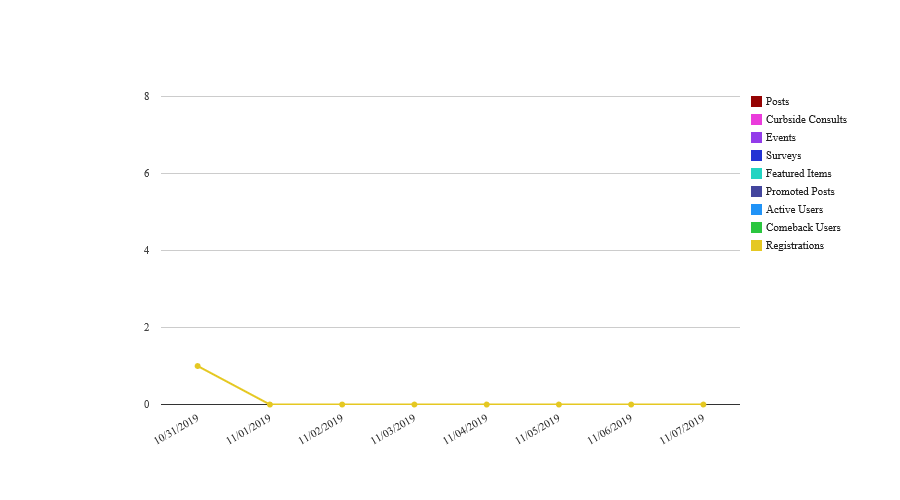 8
6
4
2
0
10/31/2019
11/01/2019
11/02/2019
11/03/2019
11/04/2019
11/05/2019
11/06/2019
11/07/2019
Posts
Curbside Consults
Events
Surveys
Featured Items
Promoted Posts
Active Users
Comeback Users
Registrations